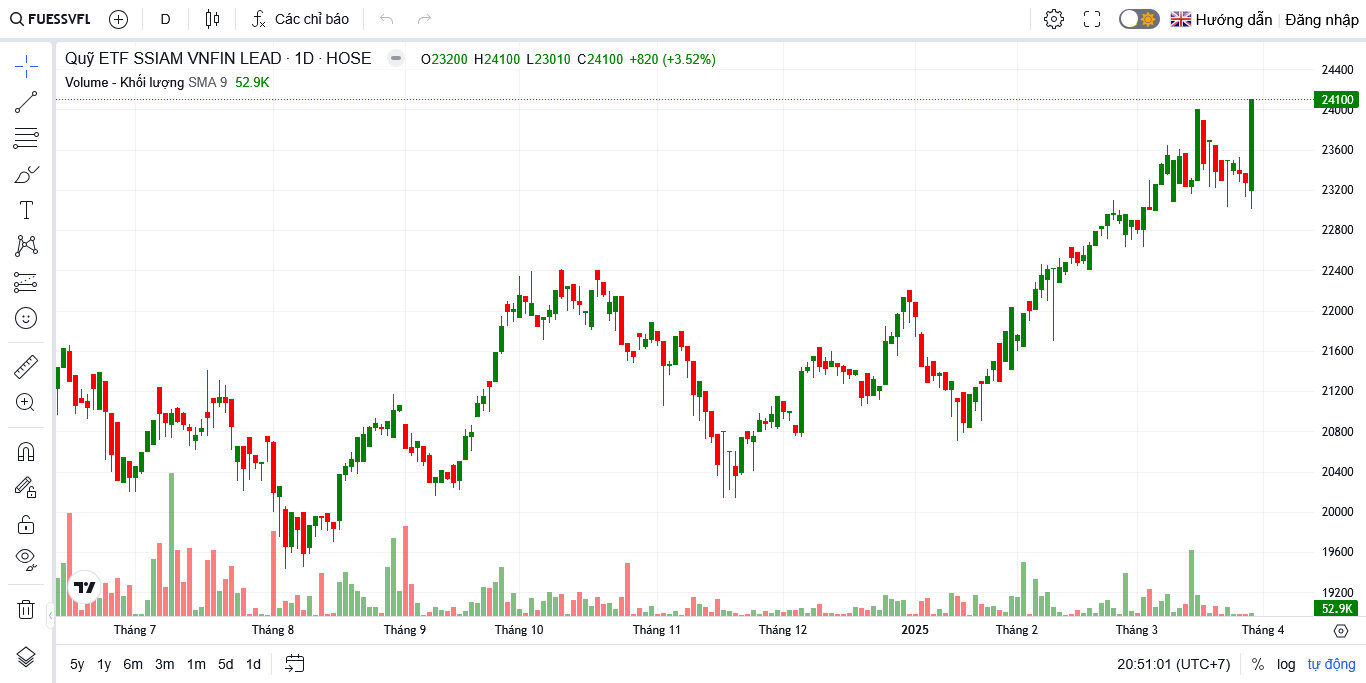 FUESSVFL D Các chỉ báo Hướng dẫn Đăng nhập
Quỹ ETF SSIAM VNFIN LEAD · 1D · HOSE O23200 H24100 L23010 C24100 +820 (+3.52%)
Volume - Khối lượng SMA 9 52.9K
24400
24100
24000
23600
23200
22800
22400
22000
21600
21200
20800
20400
20000
19600
19200
52.9K
Tháng 7 Tháng 8 Tháng 9 Tháng 10 Tháng 11 Tháng 12 2025 Tháng 2 Tháng 3 Tháng 4
5y 1y 6m 3m 1m 5d 1d 20:51:01 (UTC+7) % log tự động